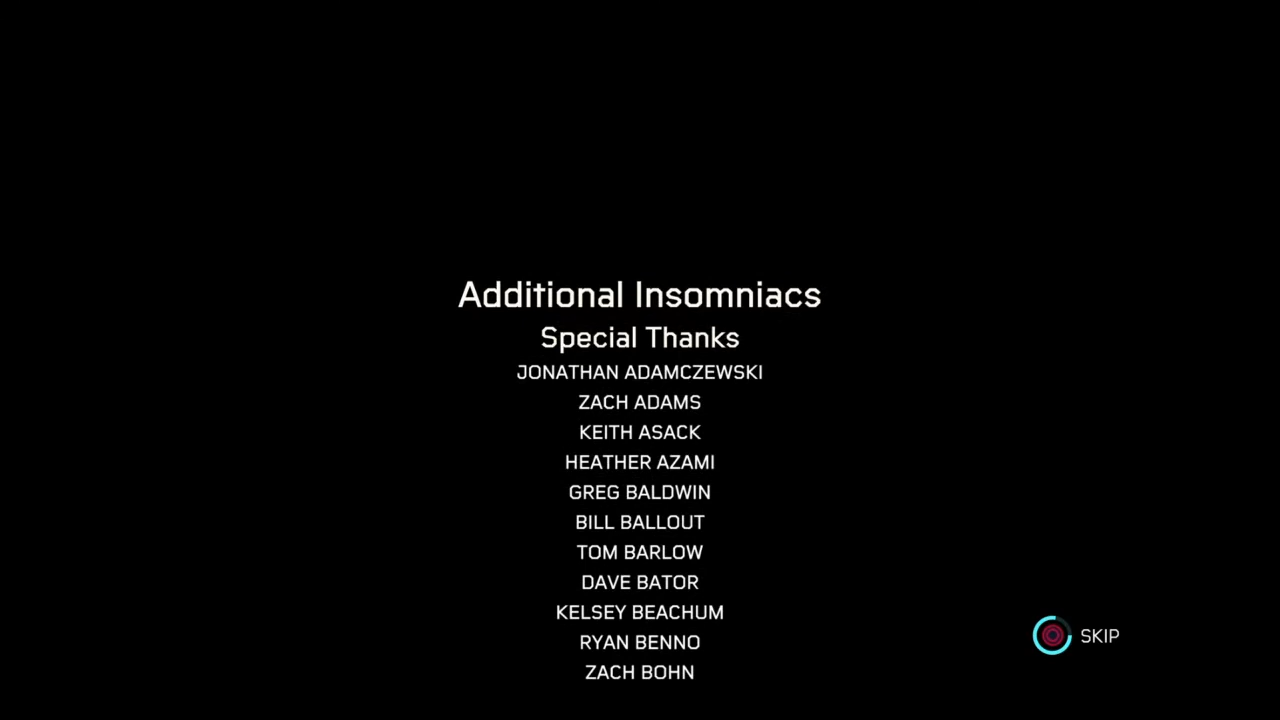 Additional Insomniacs
Special Thanks
JONATHAN ADAMCZEWSKI
ZACH ADAMS
KEITH ASACK
HEATHER AZAMI
GREG BALDWIN
BILL BALLOUT
TOM BARLOW
DAVE BATOR
KELSEY BEACHUM
RYAN BENNO
ZACH BOHN
SKIP